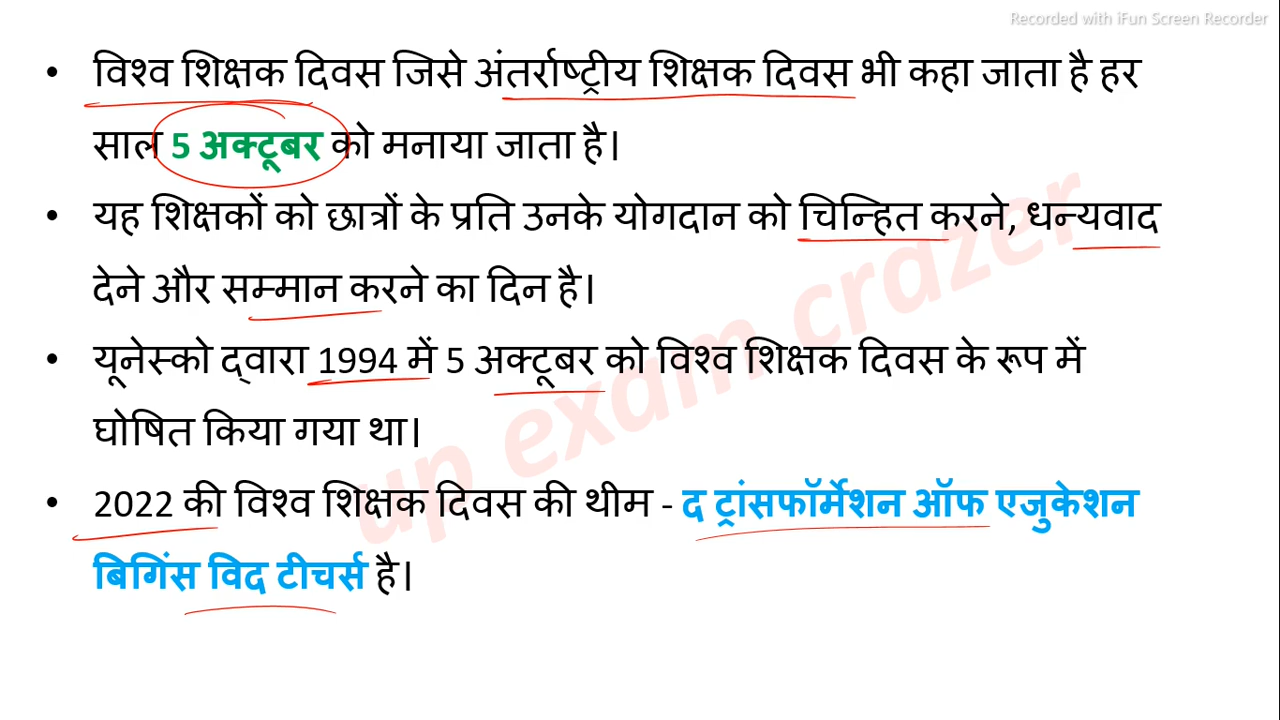 Recorded with iFun Screen Recorder
• विश्व शिक्षक दिवस जिसे अंतर्राष्ट्रीय शिक्षक दिवस भी कहा जाता है हर
साल 5 अक्टूबर को मनाया जाता है।
• यह शिक्षकों को छात्रों के प्रति उनके योगदान को चिन्हित करने, धन्यवाद
देने और सम्मान करने का दिन है।
• यूनेस्को द्वारा 1994 में 5 अक्टूबर को विश्व शिक्षक दिवस के रूप में
घोषित किया गया था।
• 2022 की विश्व शिक्षक दिवस की थीम - द ट्रांसफॉर्मेशन ऑफ एजुकेशन
बिगिंस विद टीचर्स है।
up exam crazer